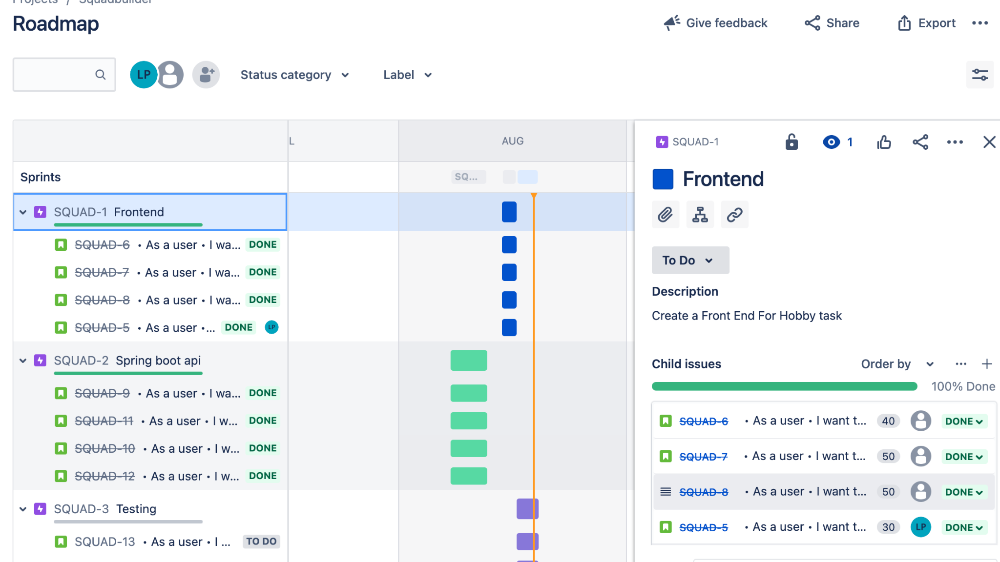 Projects / Squadbuilder
Roadmap
Give feedback
Share
Export
LP
Status category
Label
L
AUG
Sprints
SQ...
SQUAD-1 Frontend
SQUAD-6 • As a user • I wa... DONE
SQUAD-7 • As a user • I wa... DONE
SQUAD-8 • As a user • I wa... DONE
SQUAD-5 • As a user •... DONE LP
SQUAD-2 Spring boot api
SQUAD-9 • As a user • I wa... DONE
SQUAD-11 • As a user • I w... DONE
SQUAD-10 • As a user • I w... DONE
SQUAD-12 • As a user • I w... DONE
SQUAD-3 Testing
SQUAD-13 • As a user • I ... TO DO
SQUAD-1
1
Frontend
To Do
Description
Create a Front End For Hobby task
Child issues
Order by
100% Done
SQUAD-6 • As a user • I want t... 40 DONE
SQUAD-7 • As a user • I want t... 50 DONE
SQUAD-8 • As a user • I want t... 50 DONE
SQUAD-5 • As a user • I want t... 30 LP DONE